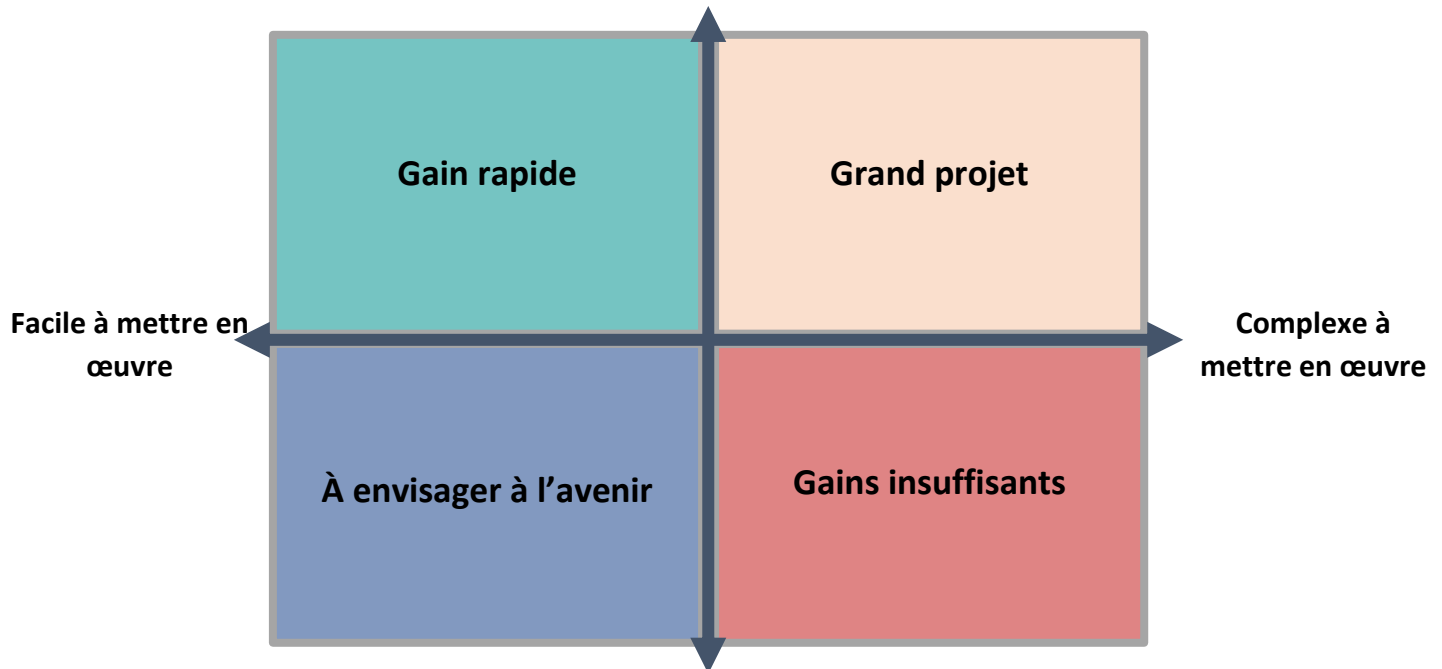 Gain rapide
Grand projet
Facile à mettre en
œuvre
Complexe à
mettre en œuvre
À envisager à l’avenir
Gains insuffisants